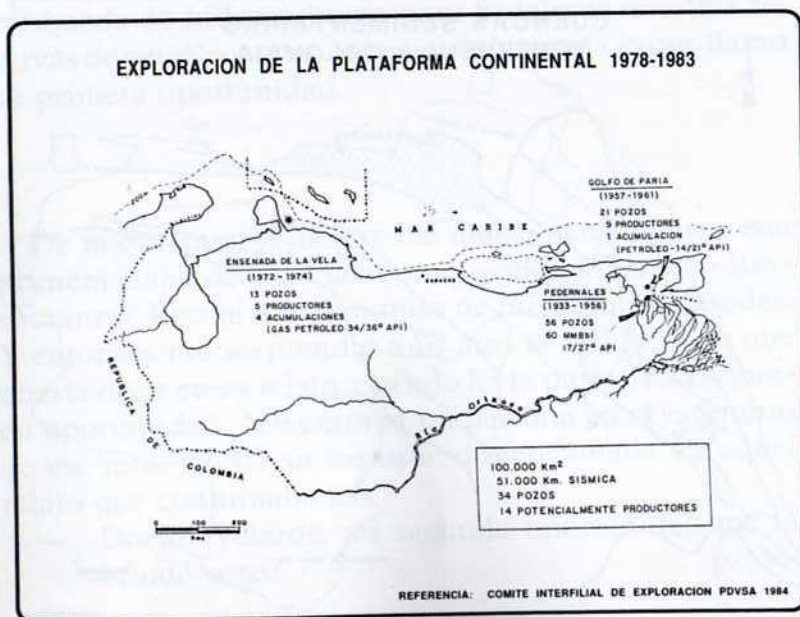 EXPLORACION DE LA PLATAFORMA CONTINENTAL 1978-1983
GOLFO DE PARIA
(1957-1961)
21 POZOS
9 PRODUCTORES
1 ACUMULACION
(PETROLEO-14/21° API)
MAR CARIBE
ENSENADA DE LA VELA
(1972-1974)
13 POZOS
5 PRODUCTORES
4 ACUMULACIONES
(GAS PETROLEO 34/36° API)
PEDERNALES
(1933-1956)
56 POZOS
60 MMBSI
17/27° API
REPUBLICA
DE
COLOMBIA
Orinoco
100.000 Km²
51.000 Km. SISMICA
34 POZOS
14 POTENCIALMENTE PRODUCTORES
REFERENCIA: COMITE INTERFILIAL DE EXPLORACION PDVSA 1984